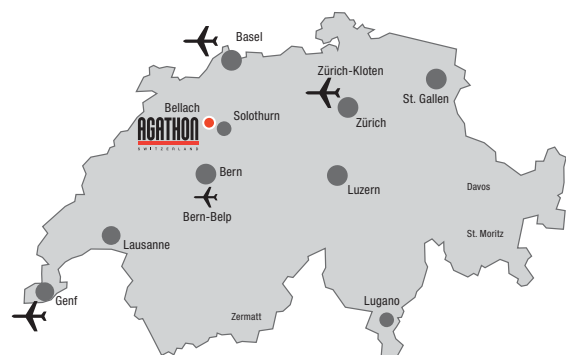 Basel
Zürich-Kloten
St. Gallen
Bellach
Solothurn
Zürich
AGATHON
SWITZERLAND
Bern
Luzern
Davos
Bern-Belp
St. Moritz
Lausanne
Genf
Lugano
Zermatt